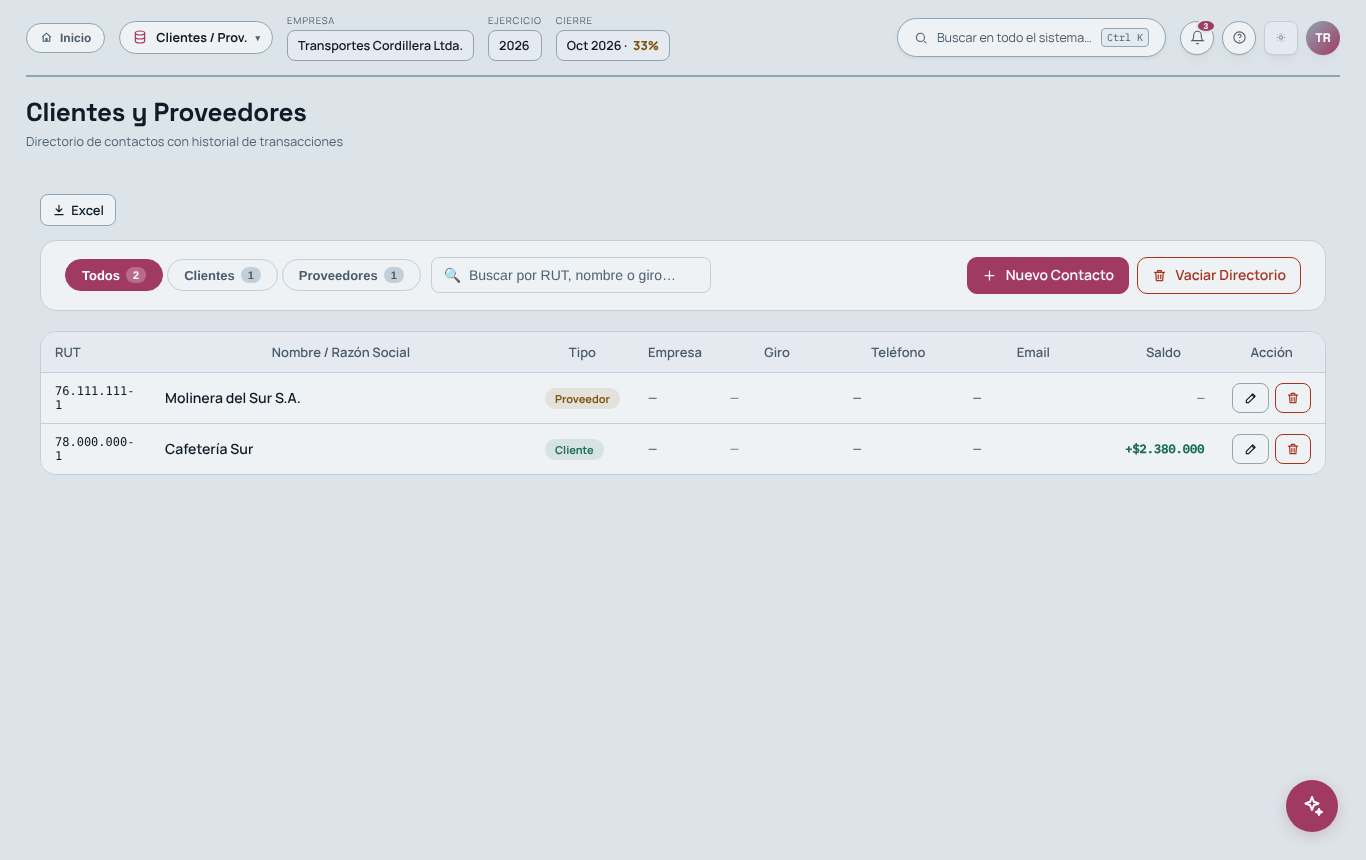 Inicio
Clientes / Prov. ▾
EMPRESA
Transportes Cordillera Ltda.
EJERCICIO
2026
CIERRE
Oct 2026 · 33%
Buscar en todo el sistema... Ctrl K
3
TR
Clientes y Proveedores
Directorio de contactos con historial de transacciones
Excel
Todos 2
Clientes 1
Proveedores 1
Buscar por RUT, nombre o giro…
+ Nuevo Contacto
Vaciar Directorio
RUT Nombre / Razón Social Tipo Empresa Giro Teléfono Email Saldo Acción
76.111.111-
1
Molinera del Sur S.A. Proveedor — — — — —
78.000.000-
1
Cafetería Sur Cliente — — — — +$2.380.000